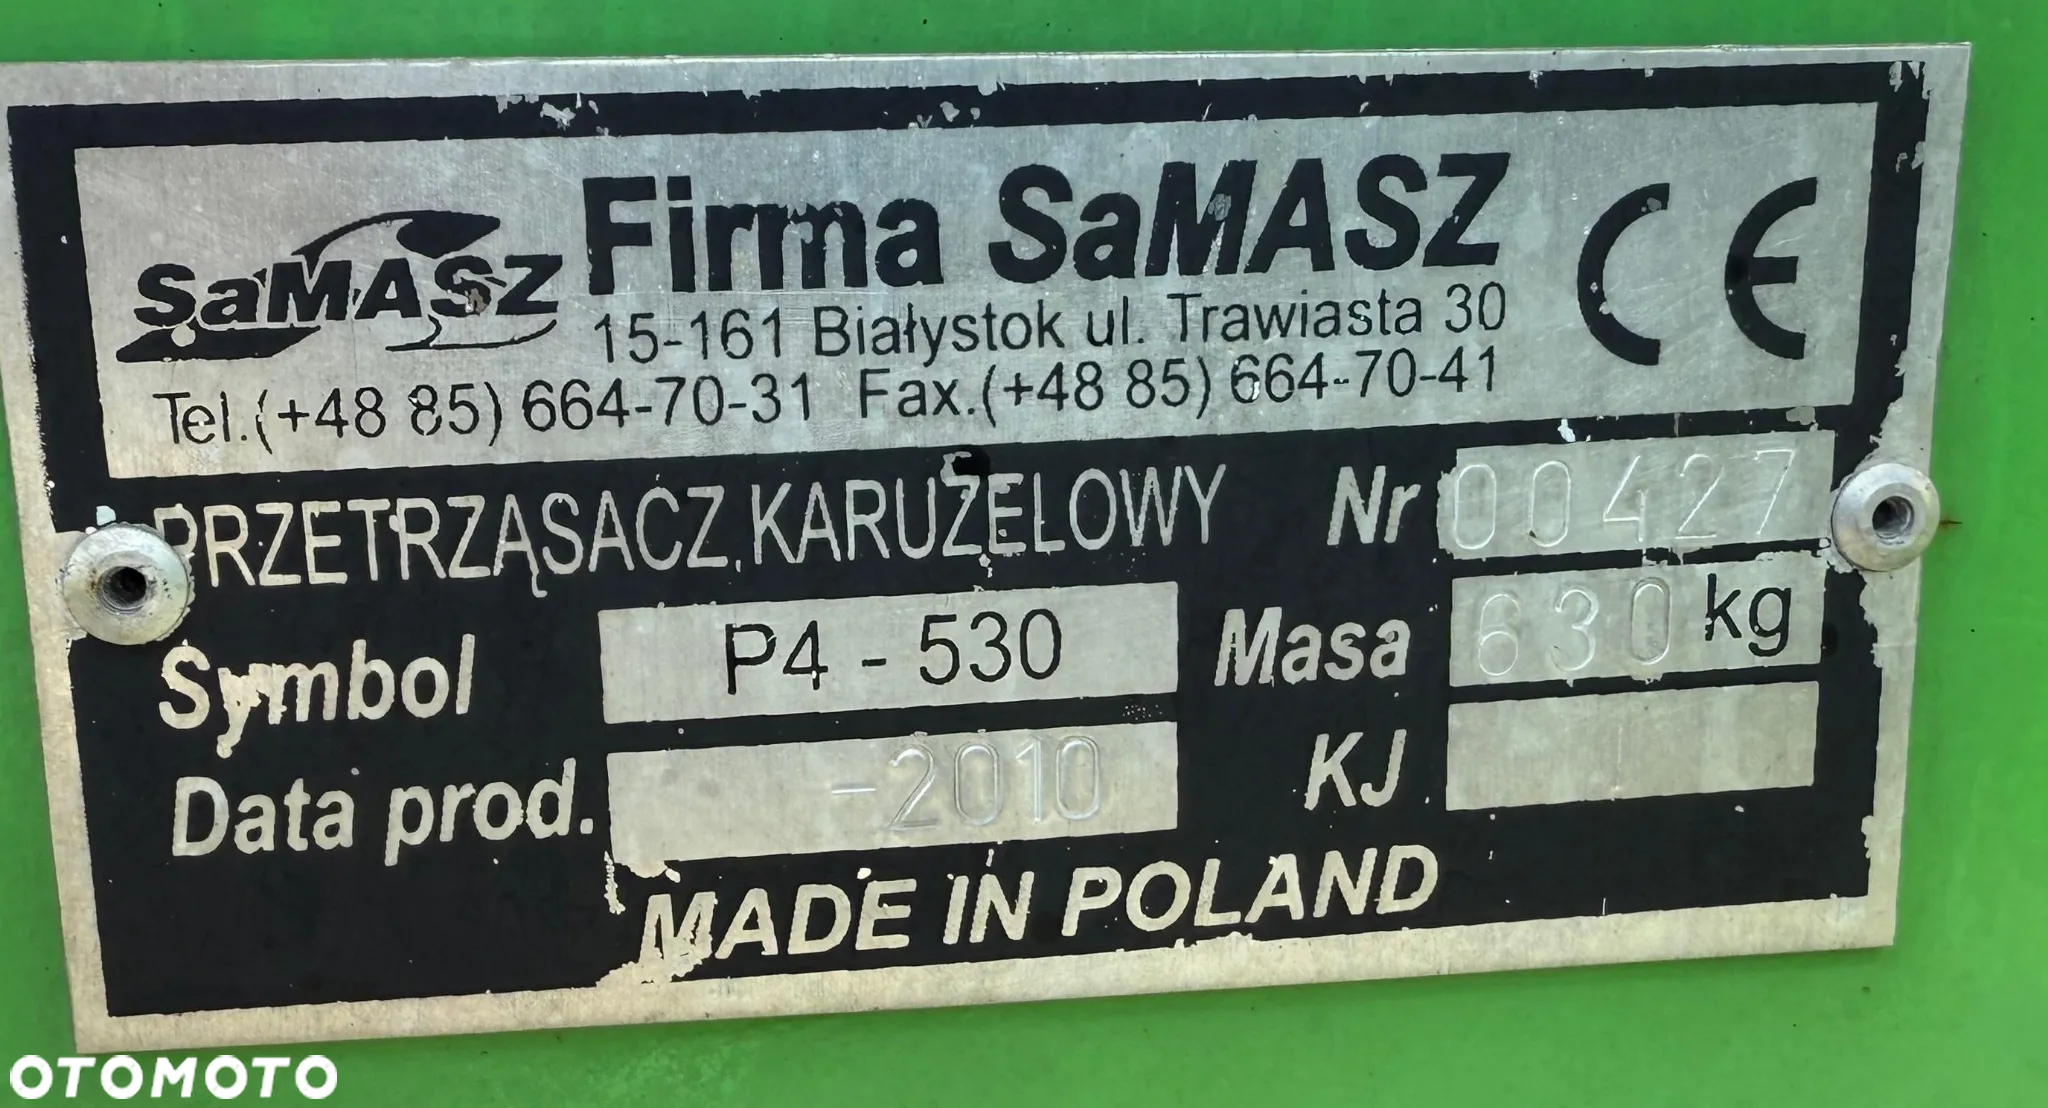 SaMASZ
Firma SaMASZ
CE
15-161 Białystok ul. Trawiasta 30
Tel.(+48 85) 664-70-31 Fax.(+48 85) 664-70-41
PRZETRZĄSACZ KARUZELOWY Nr 00427
Symbol P4 - 530 Masa 630 kg
Data prod. -2010 KJ
MADE IN POLAND
OTOMOTO